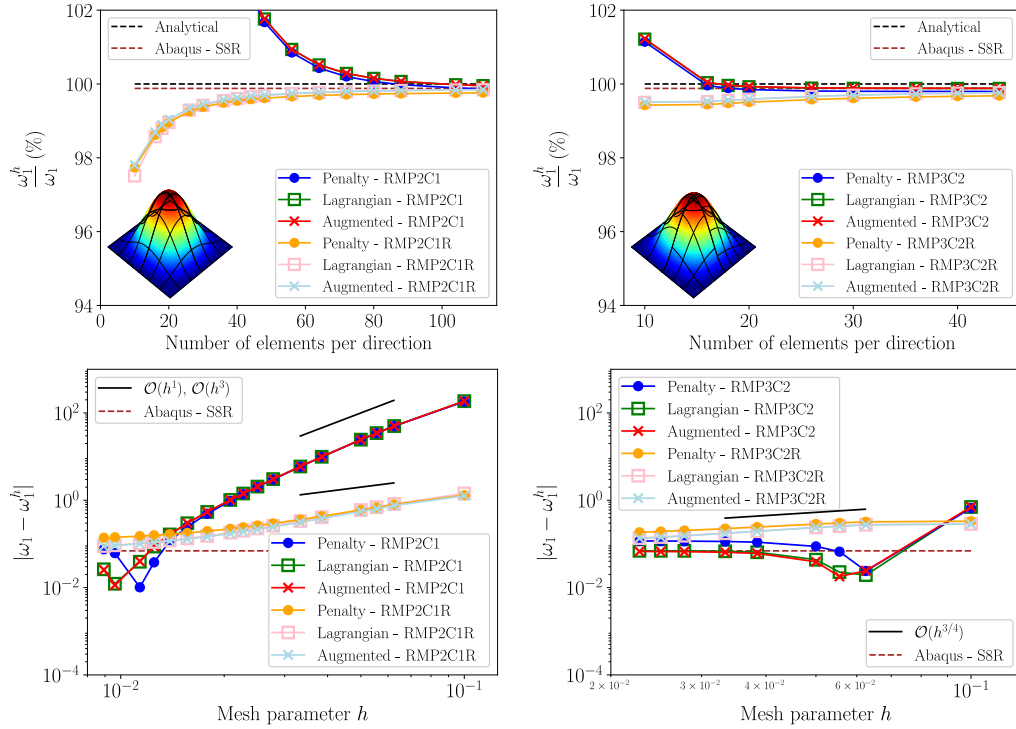 102
100
98
96
94
ω₁ʰ/ω₁ (%)
Analytical
Abaqus - S8R
Penalty - RMP2C1
Lagrangian - RMP2C1
Augmented - RMP2C1
Penalty - RMP2C1R
Lagrangian - RMP2C1R
Augmented - RMP2C1R
0 20 40 60 80 100
Number of elements per direction
102
100
98
96
94
ω₁ʰ/ω₁ (%)
Analytical
Abaqus - S8R
Penalty - RMP3C2
Lagrangian - RMP3C2
Augmented - RMP3C2
Penalty - RMP3C2R
Lagrangian - RMP3C2R
Augmented - RMP3C2R
10 20 30 40
Number of elements per direction
10²
10⁰
10⁻²
10⁻⁴
|ω₁ − ω₁ʰ|
𝒪(h¹), 𝒪(h³)
Abaqus - S8R
Penalty - RMP2C1
Lagrangian - RMP2C1
Augmented - RMP2C1
Penalty - RMP2C1R
Lagrangian - RMP2C1R
Augmented - RMP2C1R
10⁻² 10⁻¹
Mesh parameter h
10²
10⁰
10⁻²
10⁻⁴
|ω₁ − ω₁ʰ|
Penalty - RMP3C2
Lagrangian - RMP3C2
Augmented - RMP3C2
Penalty - RMP3C2R
Lagrangian - RMP3C2R
Augmented - RMP3C2R
𝒪(h^{3/4})
Abaqus - S8R
2 × 10⁻² 3 × 10⁻² 4 × 10⁻² 6 × 10⁻² 10⁻¹
Mesh parameter h